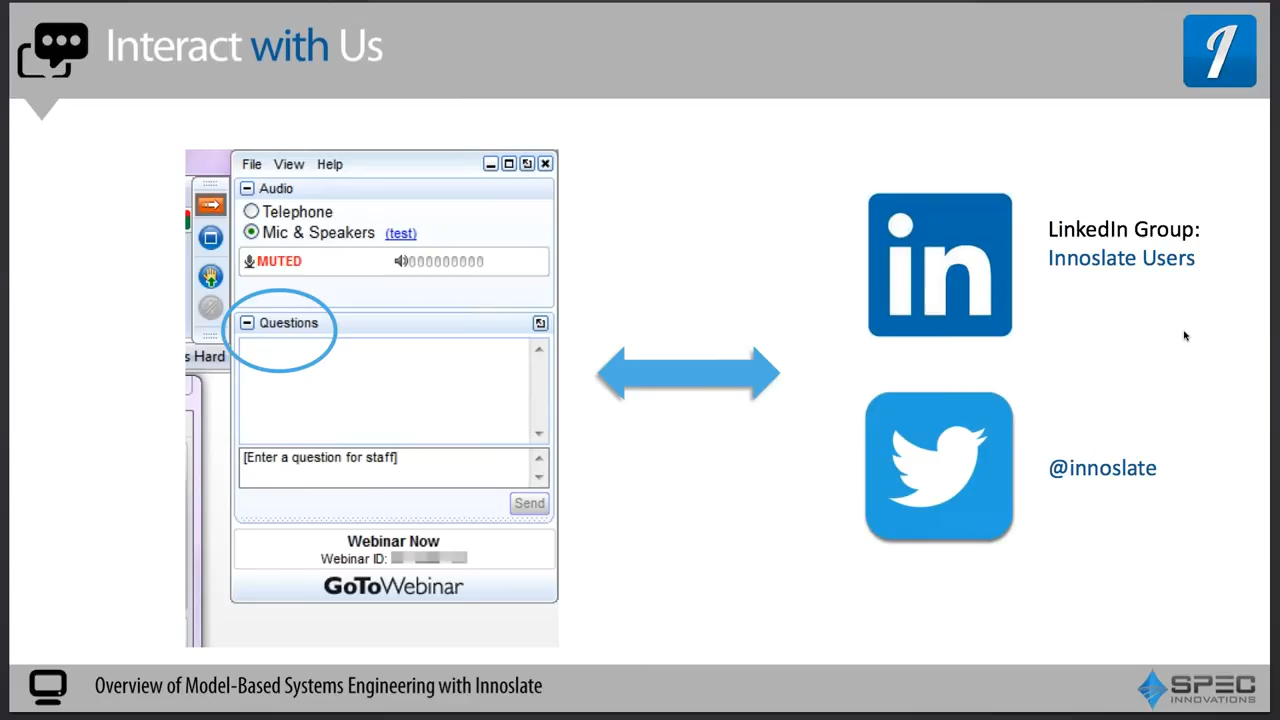 Interact with Us
File View Help
Audio
Telephone
Mic & Speakers (test)
MUTED
Questions
s Hard
[Enter a question for staff]
Send
Webinar Now
Webinar ID:
GoToWebinar
in
LinkedIn Group:
Innoslate Users
@innoslate
Overview of Model-Based Systems Engineering with Innoslate
SPEC
INNOVATIONS